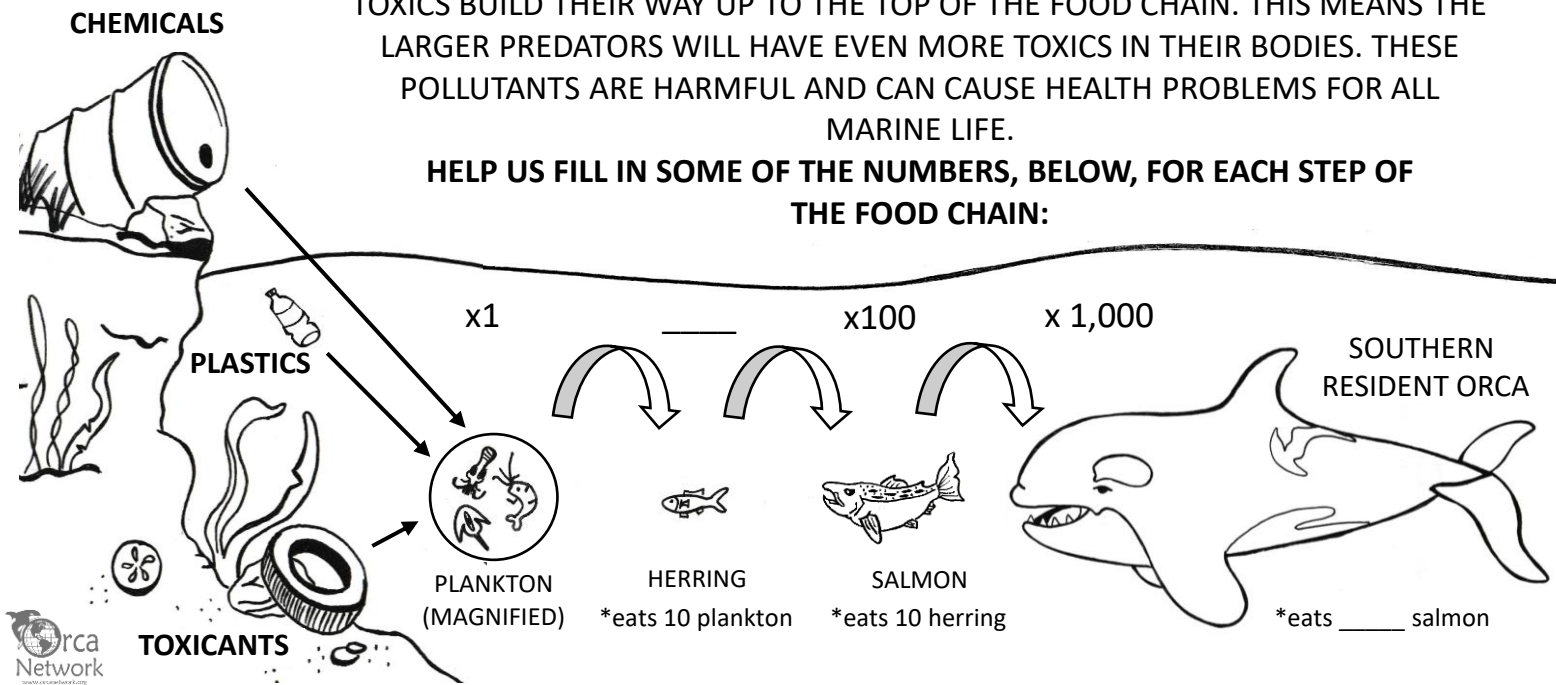 CHEMICALS
TOXICS BUILD THEIR WAY UP TO THE TOP OF THE FOOD CHAIN. THIS MEANS THE
LARGER PREDATORS WILL HAVE EVEN MORE TOXICS IN THEIR BODIES. THESE
POLLUTANTS ARE HARMFUL AND CAN CAUSE HEALTH PROBLEMS FOR ALL
MARINE LIFE.
HELP US FILL IN SOME OF THE NUMBERS, BELOW, FOR EACH STEP OF
THE FOOD CHAIN:
x1 ____ x100 x 1,000
PLASTICS
SOUTHERN
RESIDENT ORCA
PLANKTON
(MAGNIFIED)
HERRING
*eats 10 plankton
SALMON
*eats 10 herring
*eats _____ salmon
TOXICANTS
Orca
Network
www.orcanetwork.org